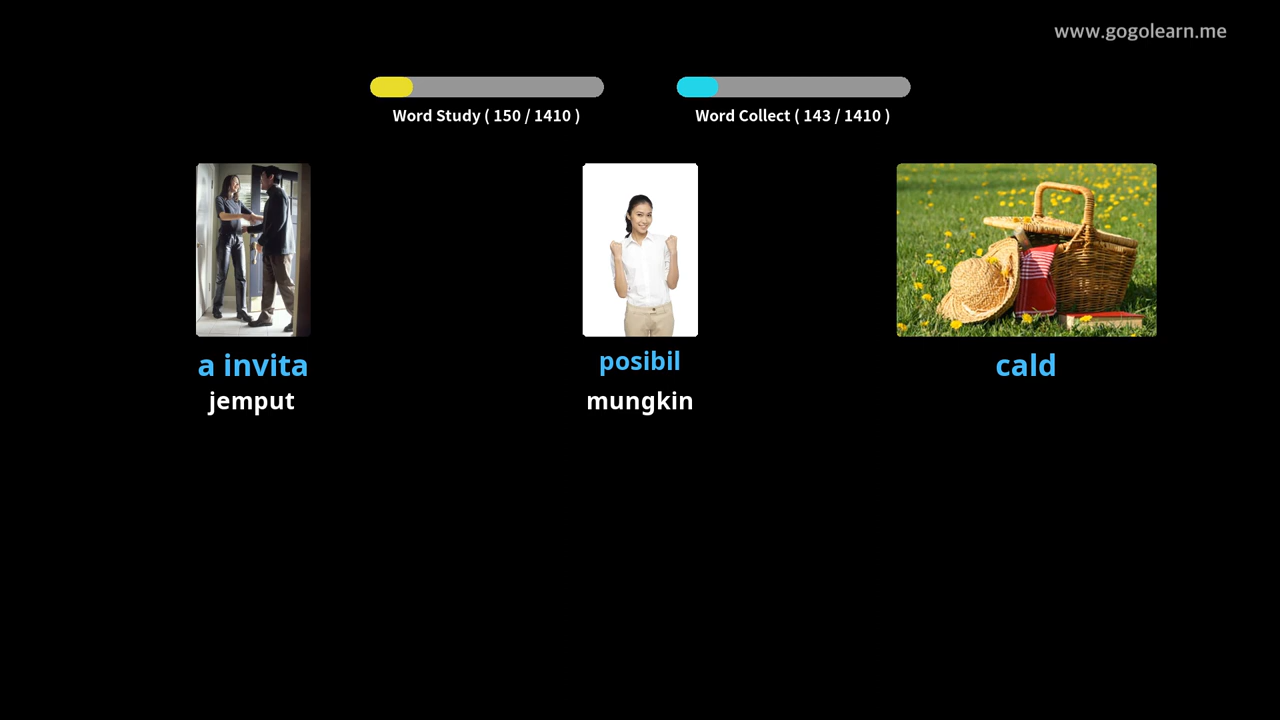 www.gogolearn.me
Word Study ( 150 / 1410 )
Word Collect ( 143 / 1410 )
a invita
jemput
posibil
mungkin
cald